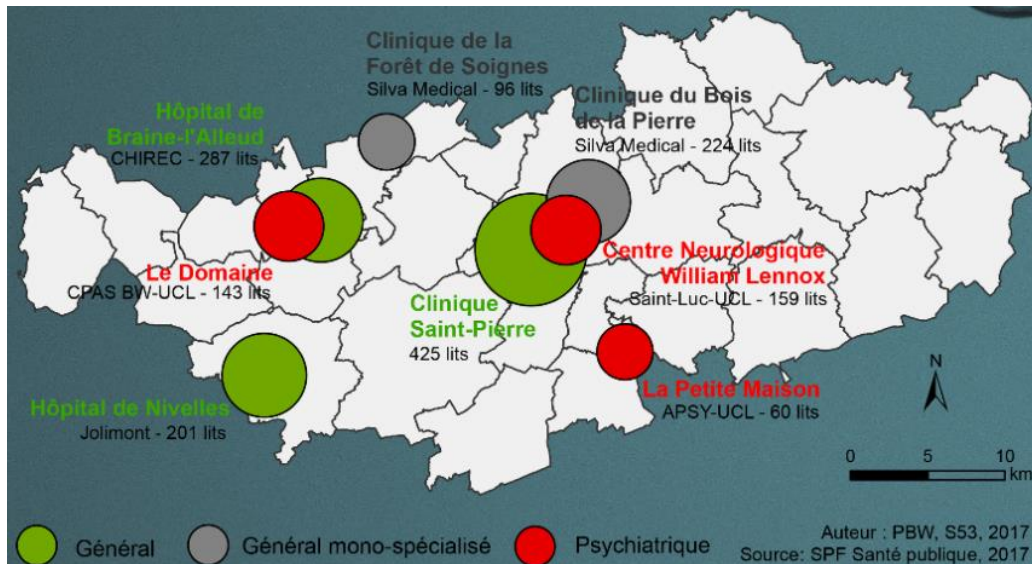 Clinique de la
Forêt de Soignes
Silva Medical - 96 lits
Hôpital de
Braine-l'Alleud
CHIREC - 287 lits
Clinique du Bois
de la Pierre
Silva Medical - 224 lits
Le Domaine
CPAS BW-UCL - 143 lits
Centre Neurologique
William Lennox
Saint-Luc-UCL - 159 lits
Clinique
Saint-Pierre
425 lits
La Petite Maison
APSY-UCL - 60 lits
Hôpital de Nivelles
Jolimont - 201 lits
N
0 5 10
km
Général
Général mono-spécialisé
Psychiatrique
Auteur : PBW, S53, 2017
Source: SPF Santé publique, 2017